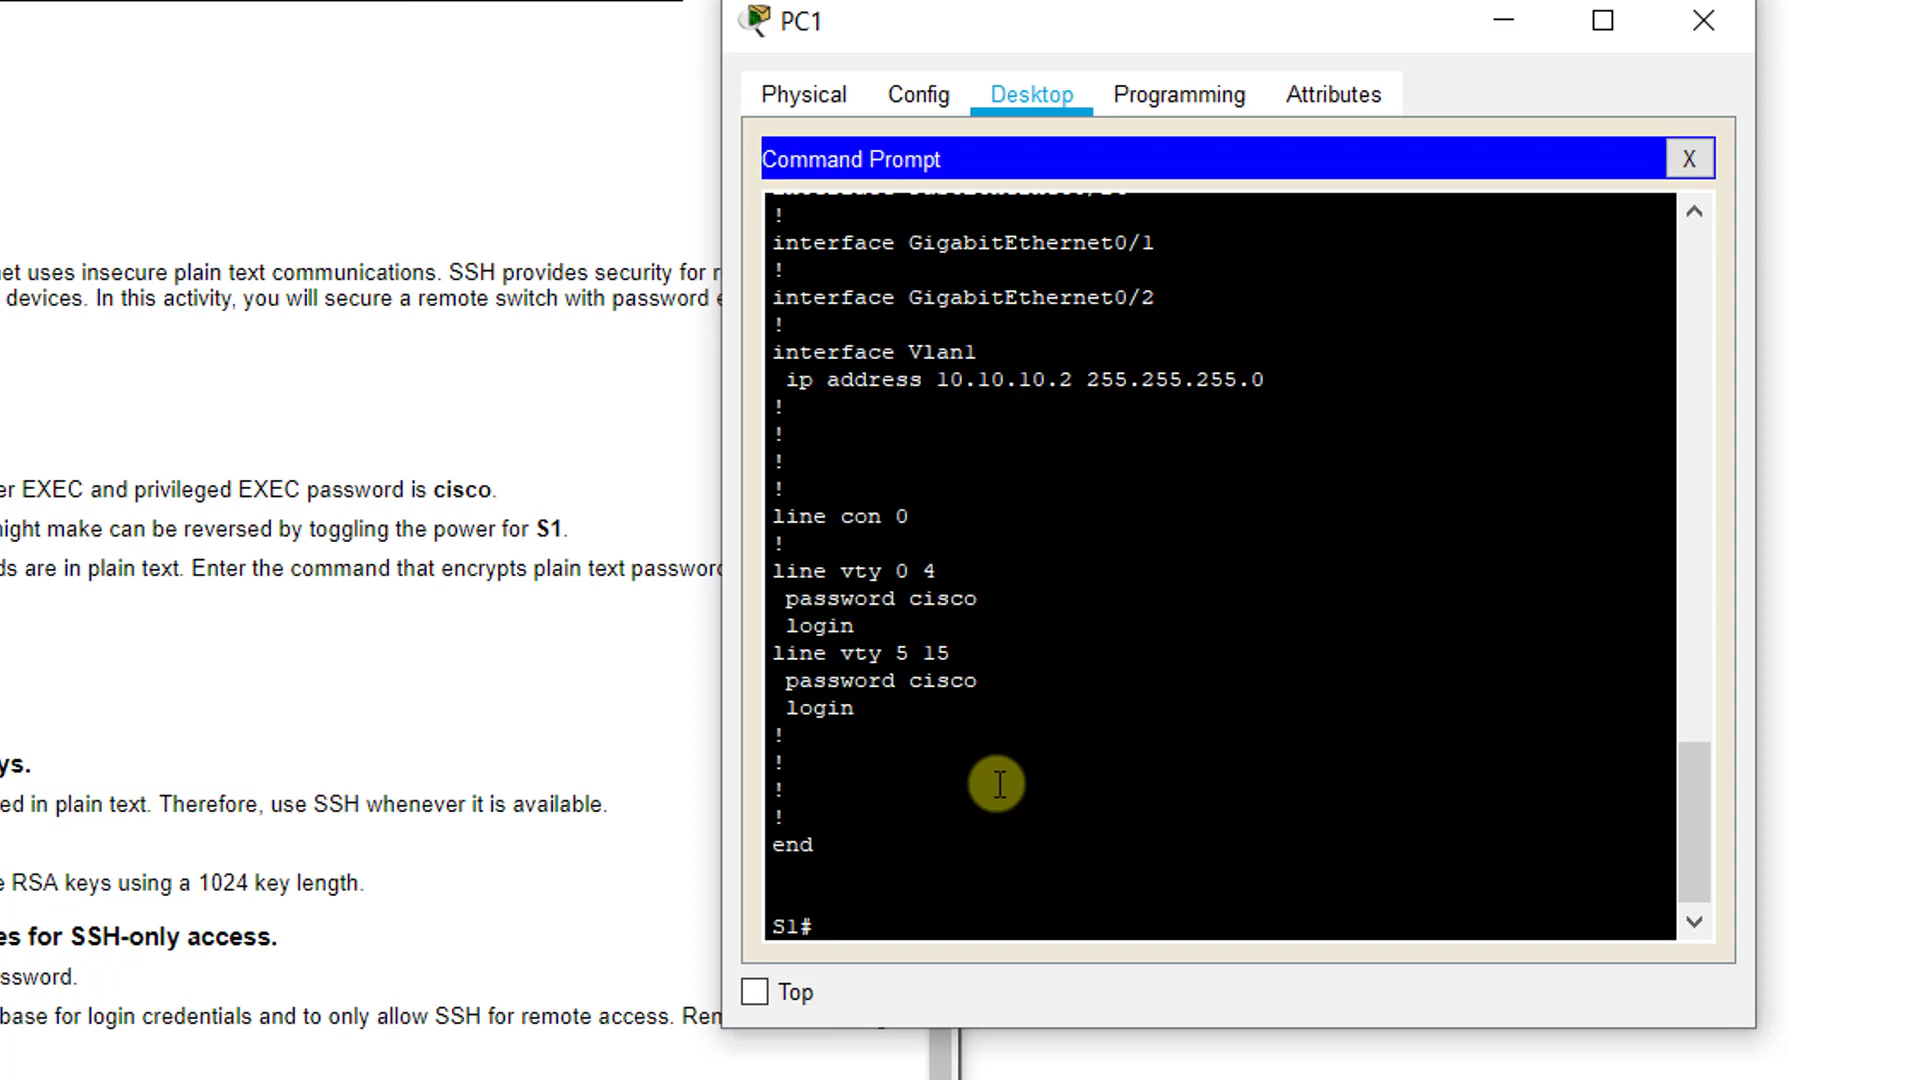 PC1
Physical Config Desktop Programming Attributes
Command Prompt X
!
interface GigabitEthernet0/1
!
interface GigabitEthernet0/2
!
interface Vlan1
ip address 10.10.10.2 255.255.255.0
!
!
!
!
line con 0
!
line vty 0 4
password cisco
login
line vty 5 15
password cisco
login
!
!
!
!
end
S1#
Top
et uses insecure plain text communications. SSH provides security for r
devices. In this activity, you will secure a remote switch with password e
er EXEC and privileged EXEC password is cisco.
ight make can be reversed by toggling the power for S1.
ds are in plain text. Enter the command that encrypts plain text passwor
ys.
ed in plain text. Therefore, use SSH whenever it is available.
e RSA keys using a 1024 key length.
es for SSH-only access.
ssword.
base for login credentials and to only allow SSH for remote access. Re